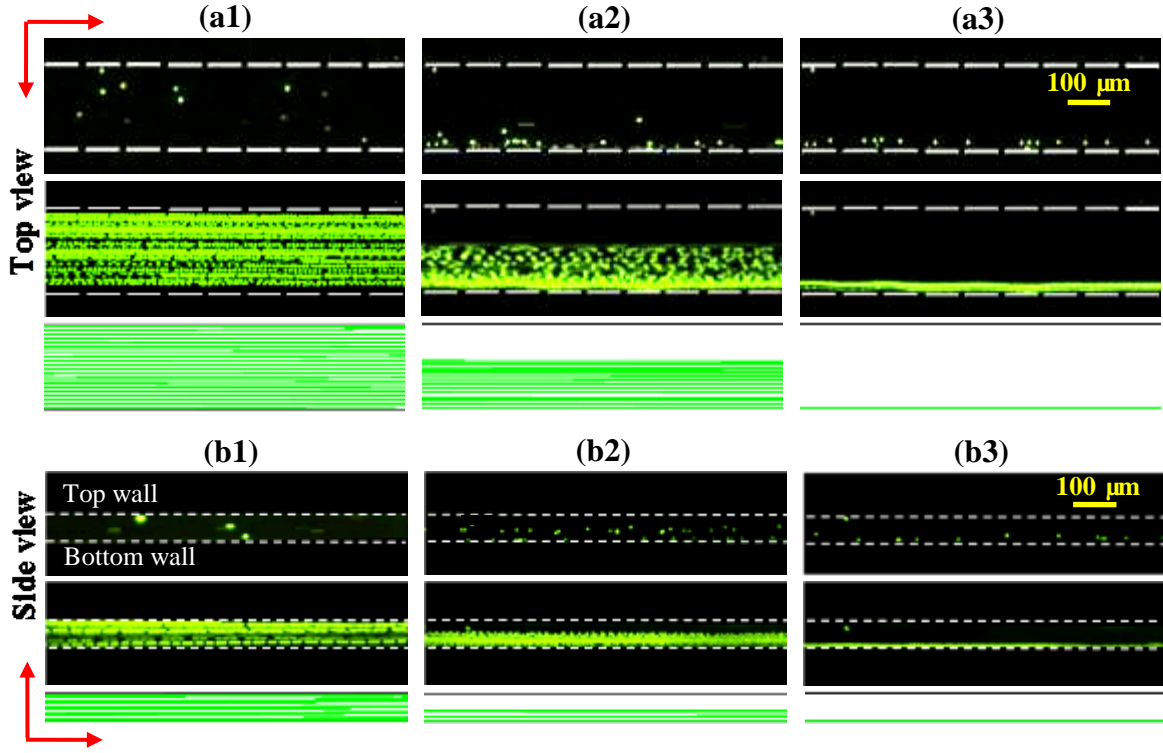 (a1)
(a2)
(a3)
100 μm
Top view
(b1)
(b2)
(b3)
Top wall
Bottom wall
100 μm
Side view